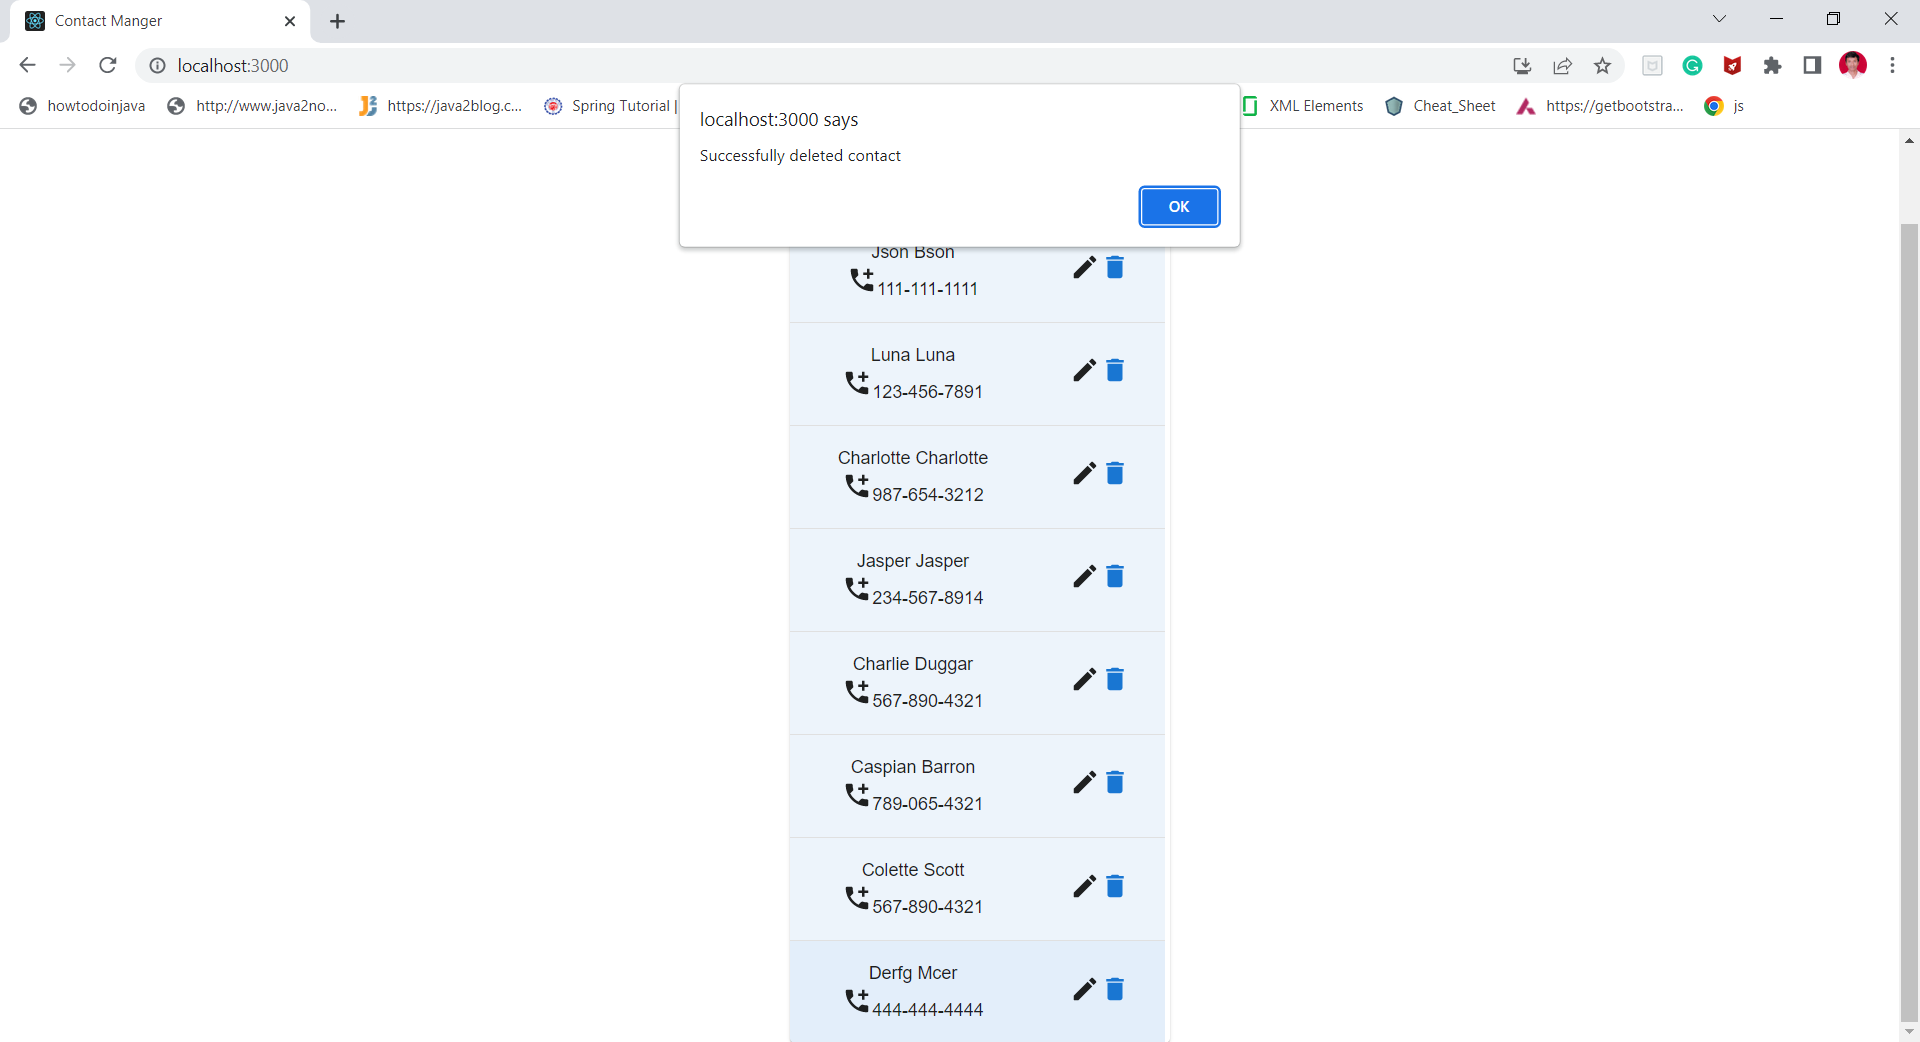 Contact Manger
localhost:3000
howtodoinjava
http://www.java2no...
https://java2blog.c...
Spring Tutorial |
XML Elements
Cheat_Sheet
https://getbootstra...
js
localhost:3000 says
Successfully deleted contact
OK
Json Bson
111-111-1111
Luna Luna
123-456-7891
Charlotte Charlotte
987-654-3212
Jasper Jasper
234-567-8914
Charlie Duggar
567-890-4321
Caspian Barron
789-065-4321
Colette Scott
567-890-4321
Derfg Mcer
444-444-4444